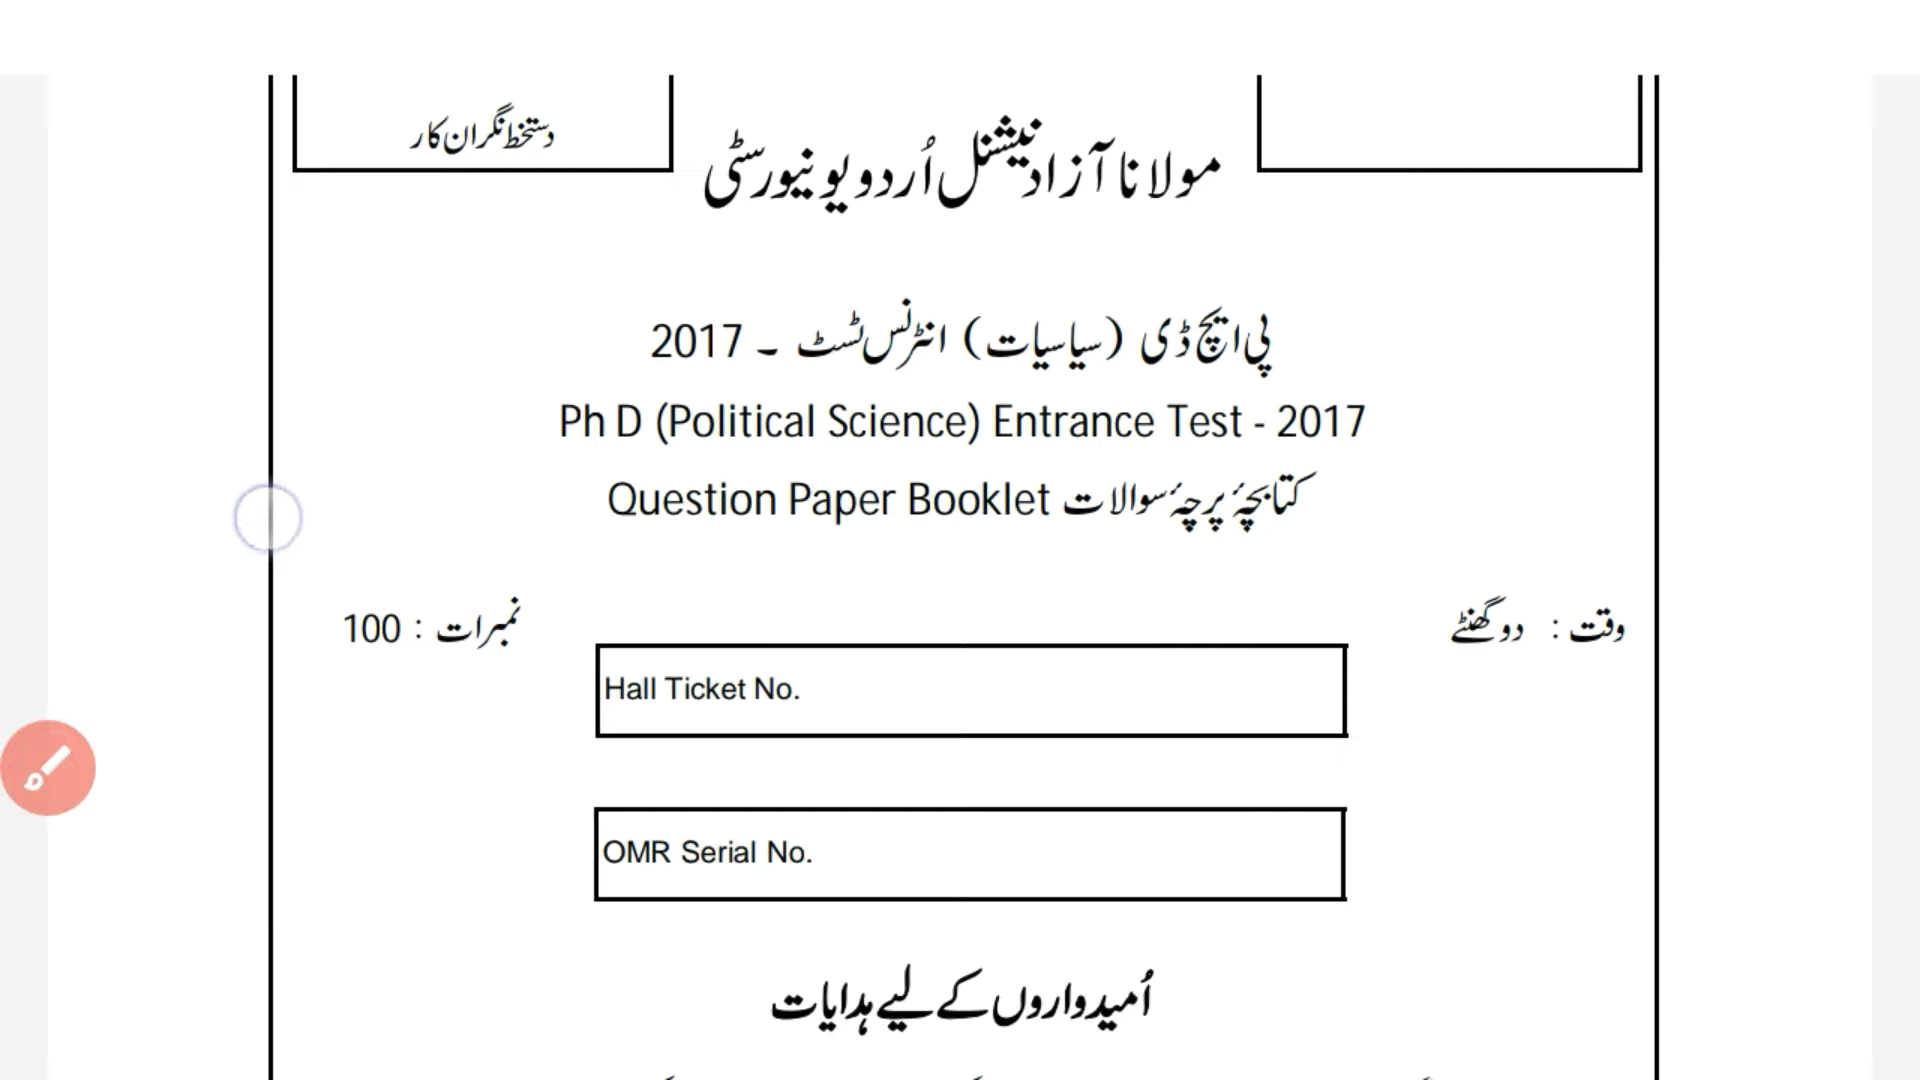 دستخط نگران کار
مولانا آزاد نیشنل اُردو یونیورسٹی
پی ایچ ڈی (سیاسیات) انٹرنس ٹسٹ ۔ 2017
Ph D (Political Science) Entrance Test - 2017
Question Paper Booklet کتابچۂ پرچۂ سوالات
وقت : دو گھنٹے
نمبرات : 100
Hall Ticket No.
OMR Serial No.
اُمیدواروں کے لیے ہدایات